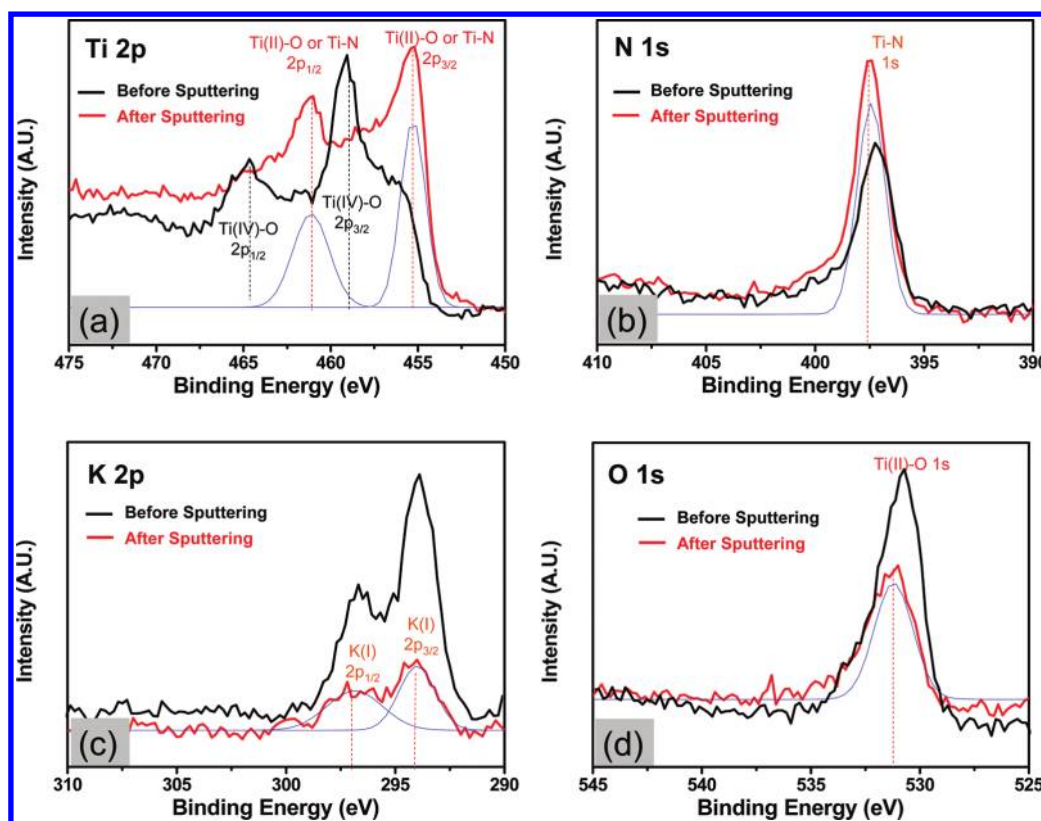 Ti 2p
Before Sputtering
After Sputtering
Ti(II)-O or Ti-N
2p1/2
Ti(II)-O or Ti-N
2p3/2
Ti(IV)-O
2p1/2
Ti(IV)-O
2p3/2
(a)
Intensity (A.U.)
475 470 465 460 455 450
Binding Energy (eV)
N 1s
Before Sputtering
After Sputtering
Ti-N
1s
(b)
Intensity (A.U.)
410 405 400 395 390
Binding Energy (eV)
K 2p
Before Sputtering
After Sputtering
K(I)
2p1/2
K(I)
2p3/2
(c)
Intensity (A.U.)
310 305 300 295 290
Binding Energy (eV)
O 1s
Before Sputtering
After Sputtering
Ti(II)-O 1s
(d)
Intensity (A.U.)
545 540 535 530 525
Binding Energy (eV)